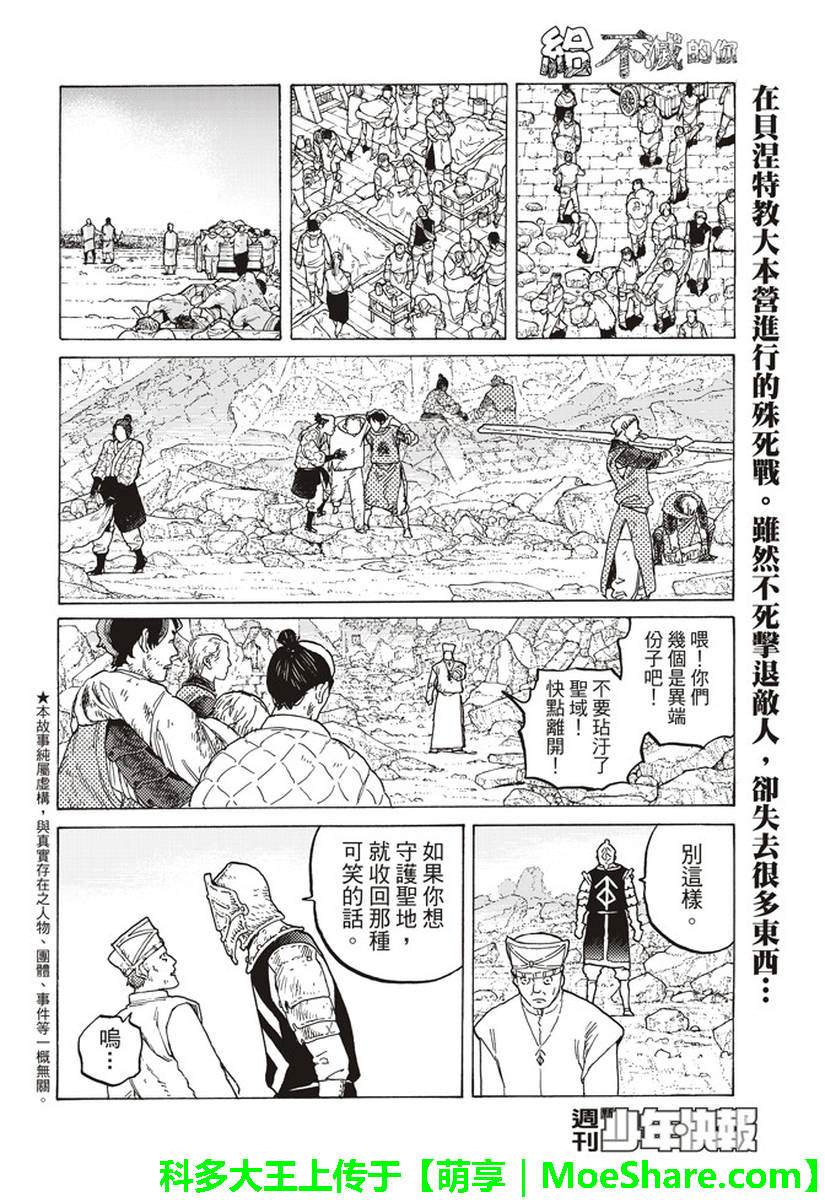 給不滅的你
在貝涅特教大本營進行的殊死戰。雖然不死擊退敵人，卻失去很多東西…
喂！你們
幾個是異端
份子吧！
不要玷汙了
聖域！
快點離開！
別這樣。
如果你想
守護聖地，
就收回那種
可笑的話。
嗚…
★本故事純屬虛構，與真實存在之人物、團體、事件等一概無關。
週刊
新少年快報
科多大王上传于【萌享| MoeShare.com】